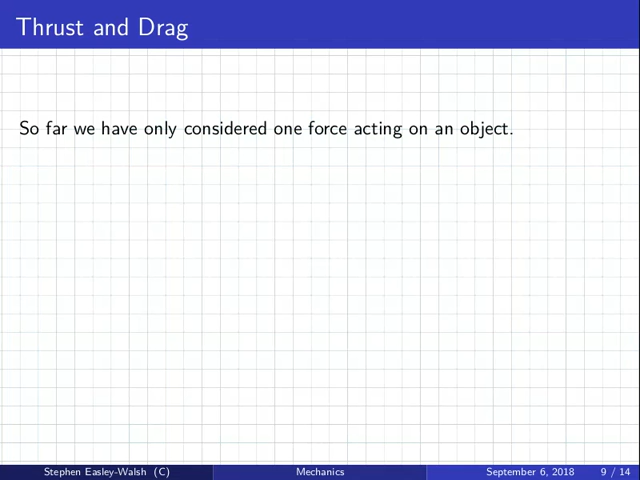 Thrust and Drag
So far we have only considered one force acting on an object.
Stephen Easley-Walsh (C) Mechanics September 6, 2018 9 / 14